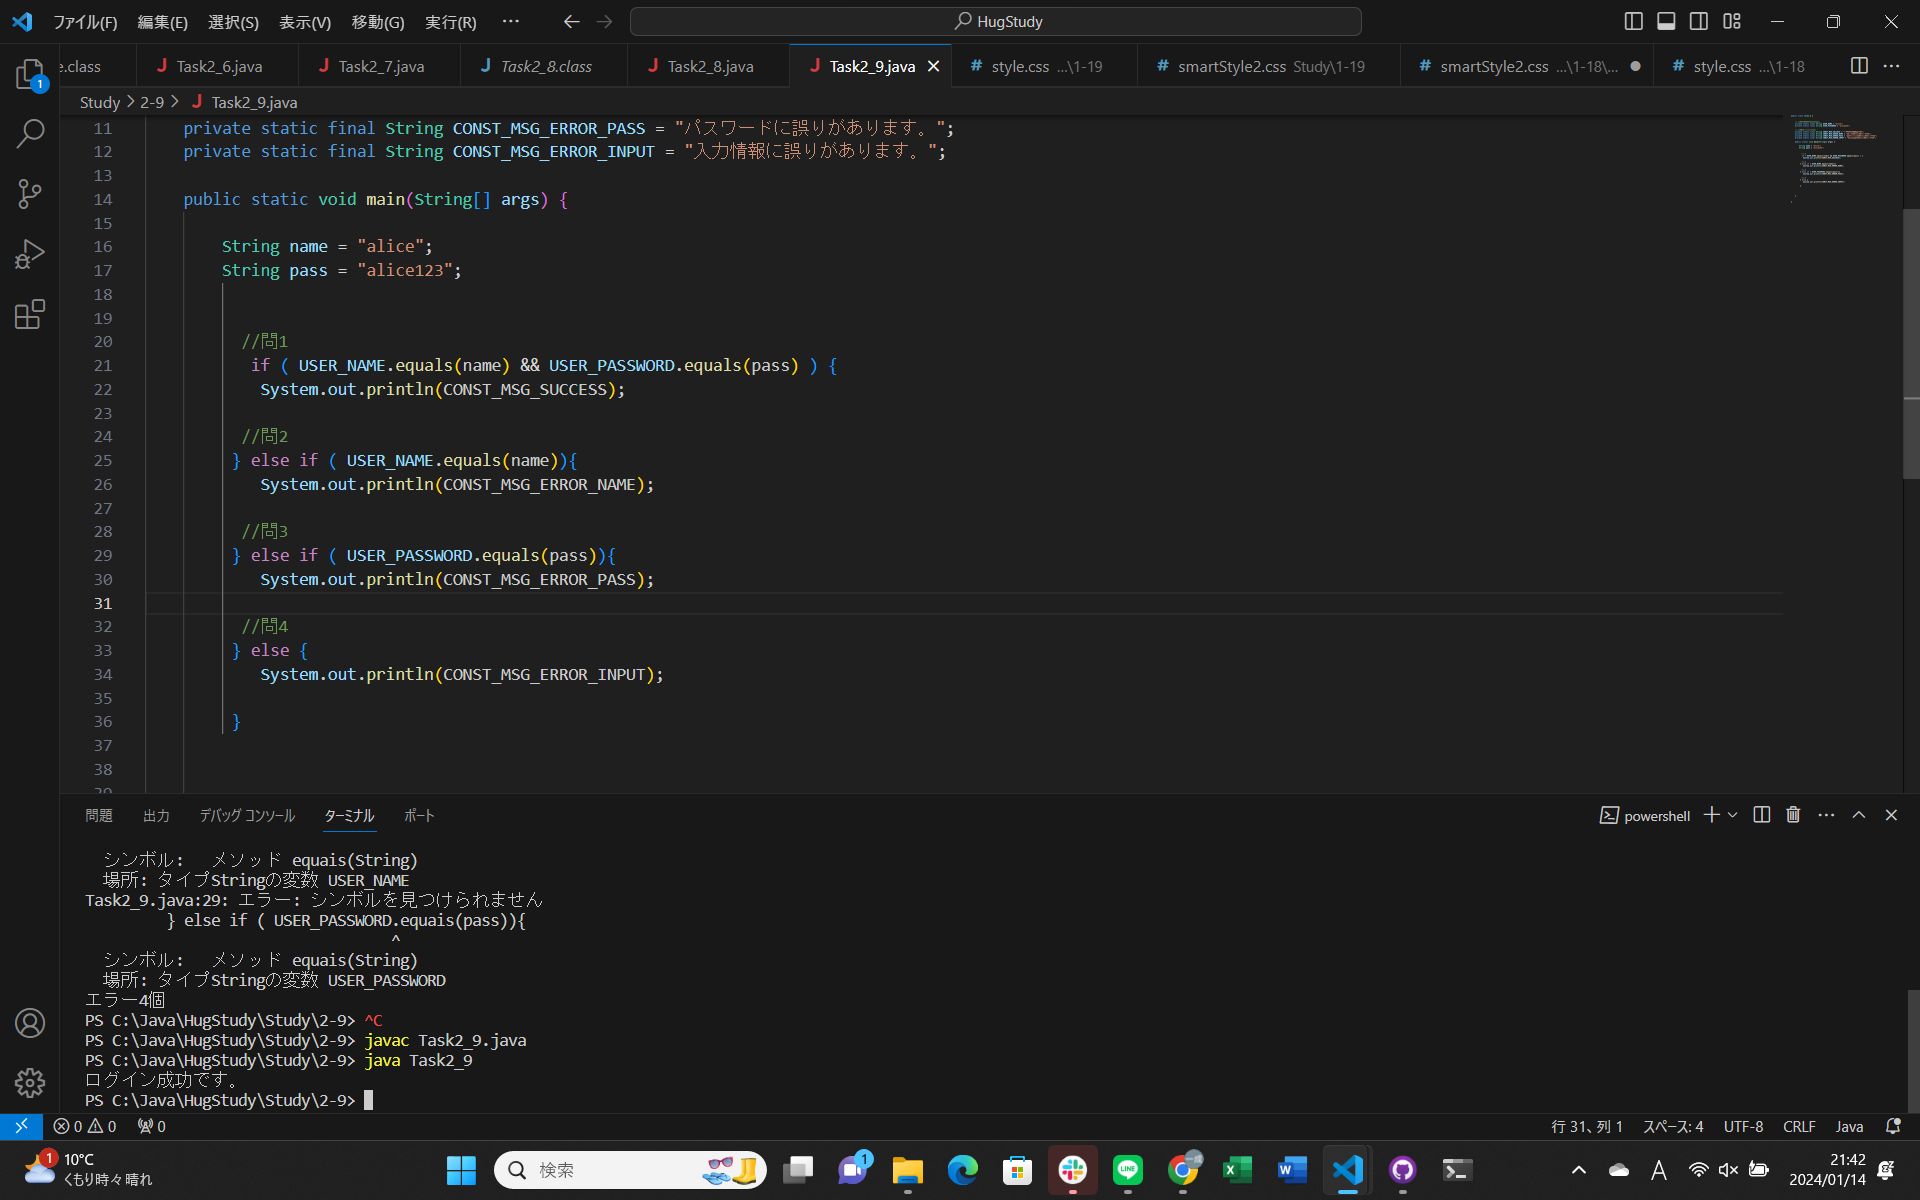 ファイル(F) 編集(E) 選択(S) 表示(V) 移動(G) 実行(R) ··· HugStudy
e.class Task2_6.java Task2_7.java Task2_8.class Task2_8.java Task2_9.java style.css ...\1-19 smartStyle2.css Study\1-19 smartStyle2.css ...\1-18\... style.css ...\1-18
Study > 2-9 > Task2_9.java
11 private static final String CONST_MSG_ERROR_PASS = "パスワードに誤りがあります。";
12 private static final String CONST_MSG_ERROR_INPUT = "入力情報に誤りがあります。";
13
14 public static void main(String[] args) {
15
16 String name = "alice";
17 String pass = "alice123";
18
19
20 //問1
21 if ( USER_NAME.equals(name) && USER_PASSWORD.equals(pass) ) {
22 System.out.println(CONST_MSG_SUCCESS);
23
24 //問2
25 } else if ( USER_NAME.equals(name)){
26 System.out.println(CONST_MSG_ERROR_NAME);
27
28 //問3
29 } else if ( USER_PASSWORD.equals(pass)){
30 System.out.println(CONST_MSG_ERROR_PASS);
31
32 //問4
33 } else {
34 System.out.println(CONST_MSG_ERROR_INPUT);
35
36 }
37
38
39
問題 出力 デバッグ コンソール ターミナル ポート powershell
シンボル: メソッド equais(String)
場所: タイプStringの変数 USER_NAME
Task2_9.java:29: エラー: シンボルを見つけられません
} else if ( USER_PASSWORD.equais(pass)){
^
シンボル: メソッド equais(String)
場所: タイプStringの変数 USER_PASSWORD
エラー4個
PS C:\Java\HugStudy\Study\2-9> ^C
PS C:\Java\HugStudy\Study\2-9> javac Task2_9.java
PS C:\Java\HugStudy\Study\2-9> java Task2_9
ログイン成功です。
PS C:\Java\HugStudy\Study\2-9>
0 0 0 行 31、列 1 スペース: 4 UTF-8 CRLF Java
1 10°C
くもり時々晴れ
検索 1 LINE A 21:42
2024/01/14